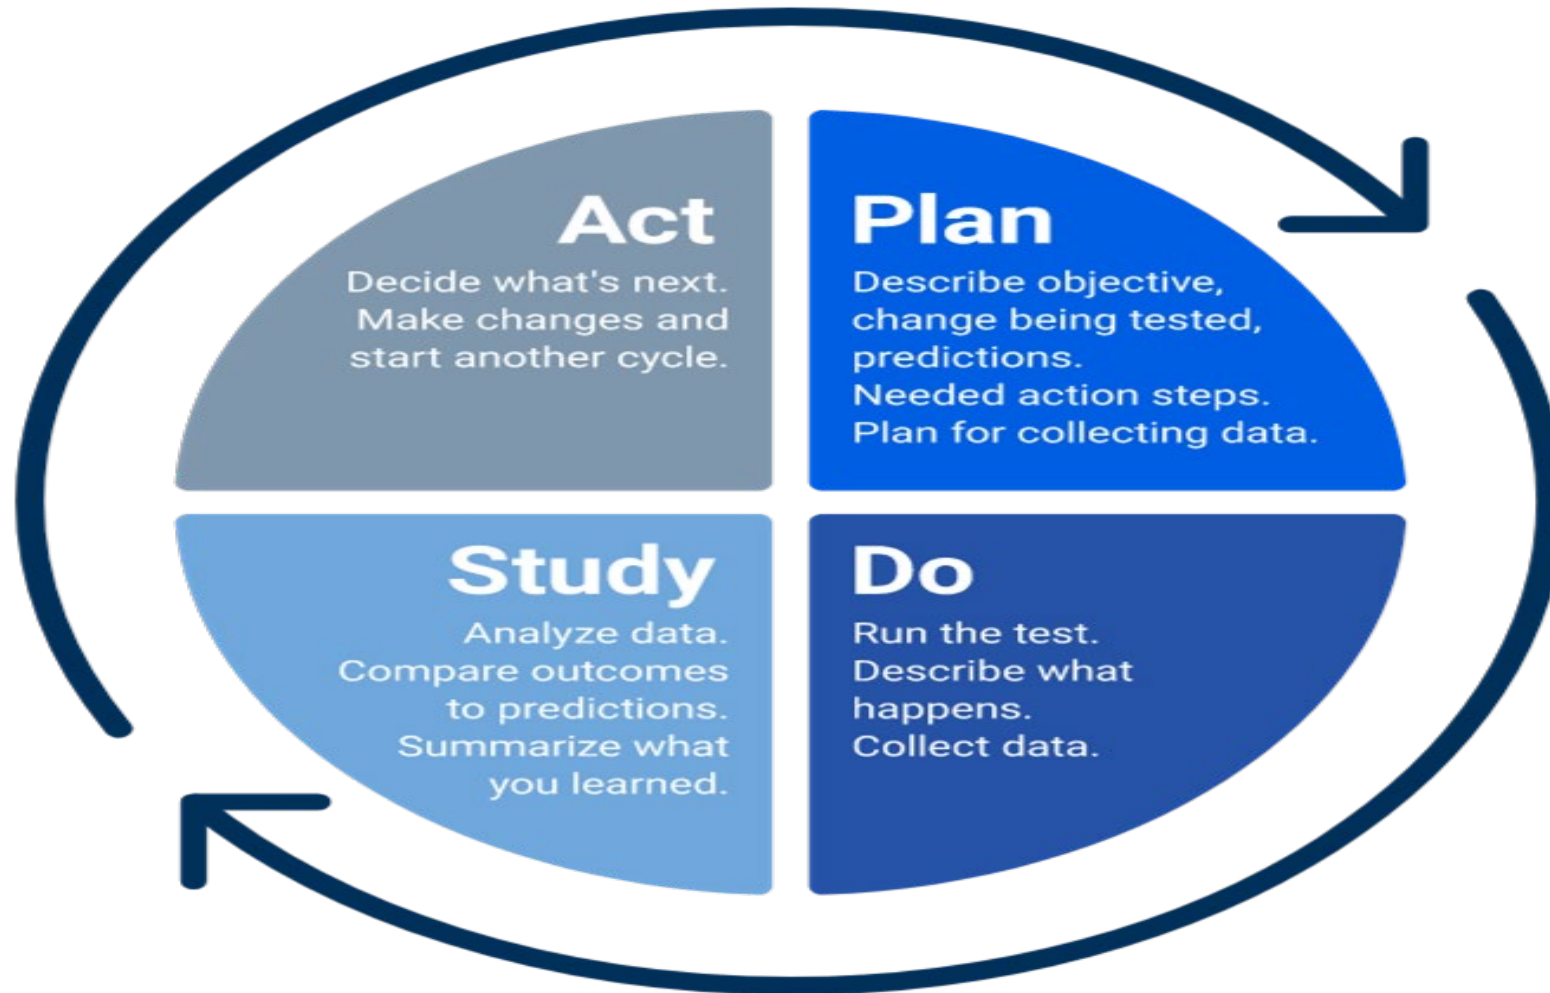 Act
Decide what's next.
Make changes and
start another cycle.
Plan
Describe objective,
change being tested,
predictions.
Needed action steps.
Plan for collecting data.
Study
Analyze data.
Compare outcomes
to predictions.
Summarize what
you learned.
Do
Run the test.
Describe what
happens.
Collect data.